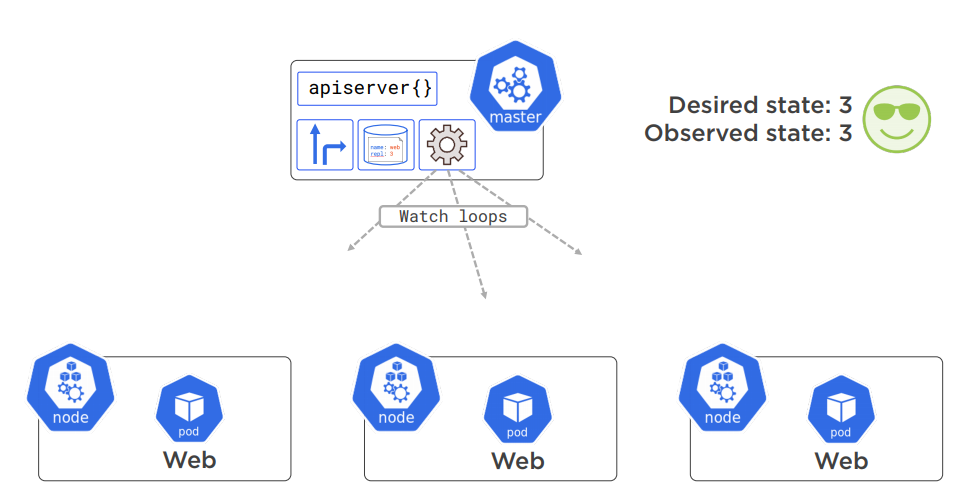 apiserver{}
master
Desired state: 3
Observed state: 3
name: web
repl: 3
Watch loops
node
pod
Web
node
pod
Web
node
pod
Web